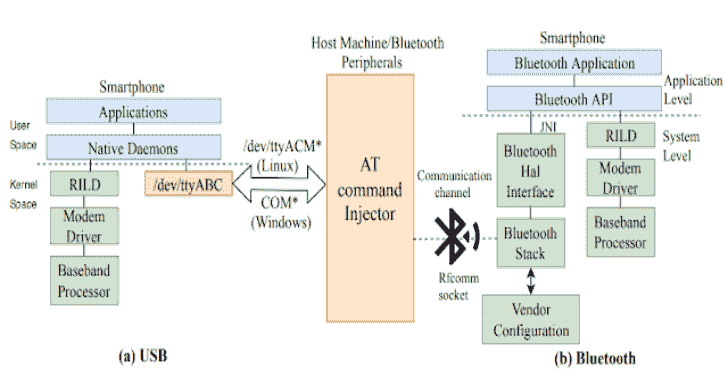 Smartphone
Applications
User
Space
Native Daemons
Kernel
Space
RILD
/dev/ttyABC
Modem
Driver
Baseband
Processor
(a) USB
/dev/ttyACM*
(Linux)
COM*
(Windows)
Host Machine/Bluetooth
Peripherals
AT
command
Injector
Communication
channel
Rfcomm
socket
Smartphone
Bluetooth Application
Application
Level
Bluetooth API
JNI
System
Level
Bluetooth
Hal
Interface
RILD
Modem
Driver
Bluetooth
Stack
Baseband
Processor
Vendor
Configuration
(b) Bluetooth